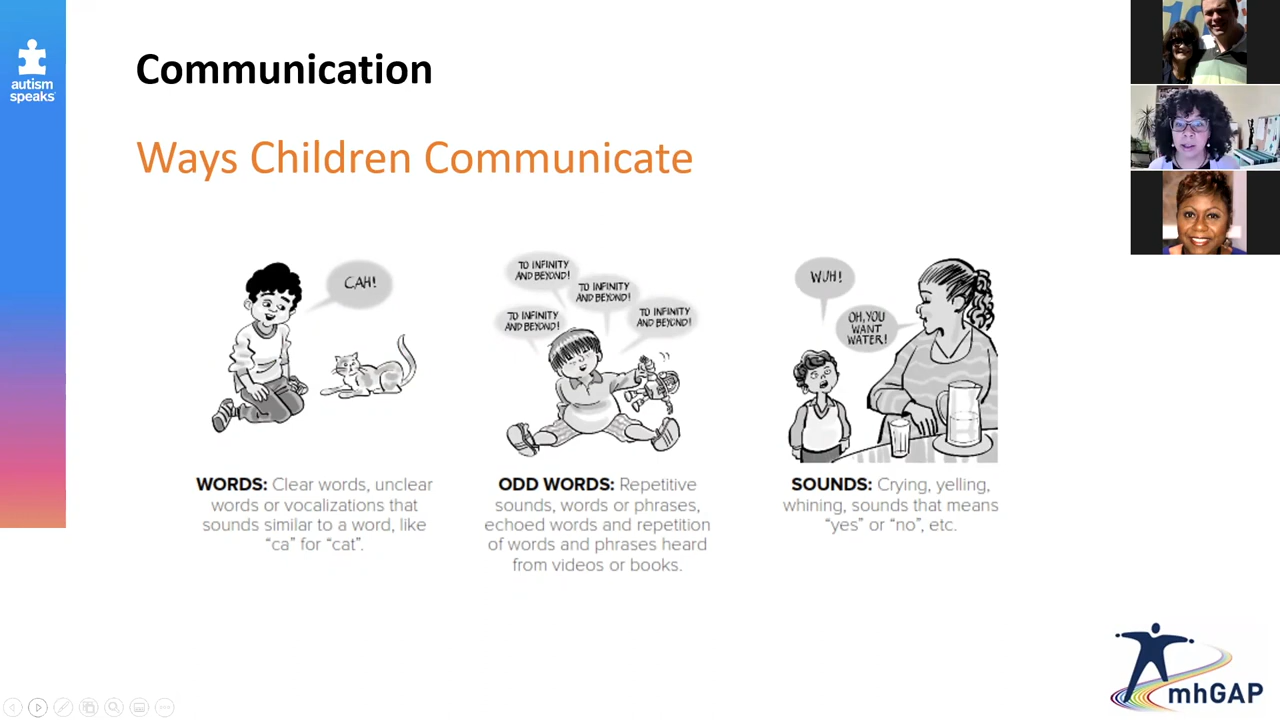 autism
speaks
Communication
Ways Children Communicate
CAH!
TO INFINITY
AND BEYOND!
TO INFINITY
AND BEYOND!
TO INFINITY
AND BEYOND!
TO INFINITY
AND BEYOND!
WUH!
OH, YOU
WANT
WATER!
WORDS: Clear words, unclear
words or vocalizations that
sounds similar to a word, like
“ca” for “cat”.
ODD WORDS: Repetitive
sounds, words or phrases,
echoed words and repetition
of words and phrases heard
from videos or books.
SOUNDS: Crying, yelling,
whining, sounds that means
“yes” or “no”, etc.
mhGAP